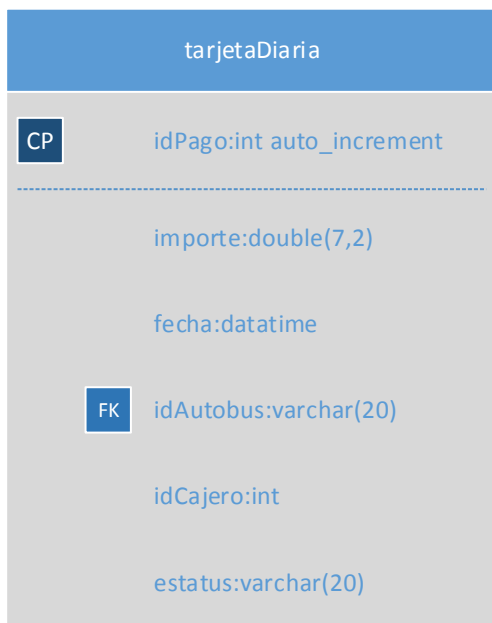 tarjetaDiaria
CP idPago:int auto_increment
importe:double(7,2)
fecha:datatime
FK idAutobus:varchar(20)
idCajero:int
estatus:varchar(20)